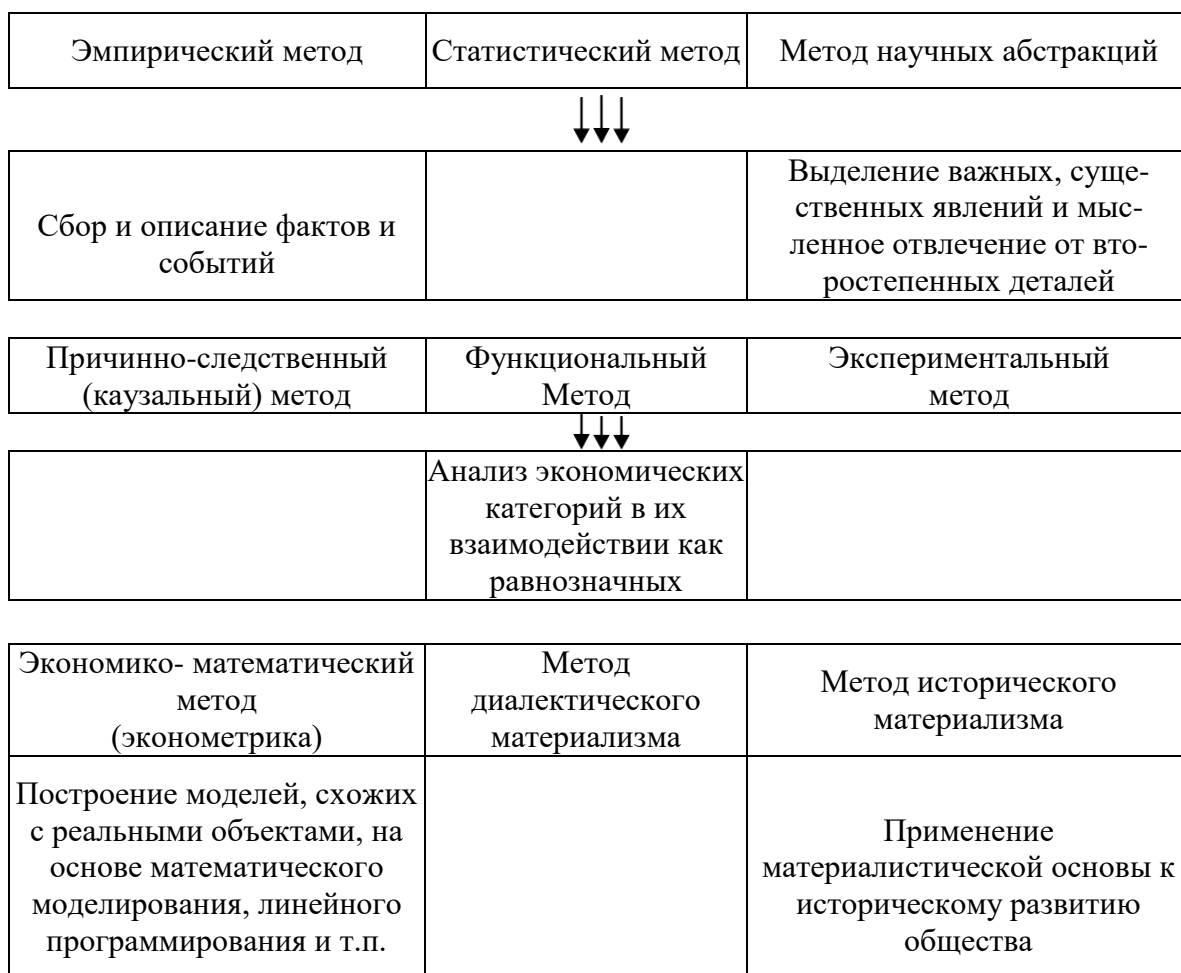 Эмпирический метод
Статистический метод
Метод научных абстракций
Сбор и описание фактов и
событий
Выделение важных, суще-
ственных явлений и мыс-
ленное отвлечение от вто-
ростепенных деталей
Причинно-следственный
(каузальный) метод
Функциональный
Метод
Экспериментальный
метод
Анализ экономических
категорий в их
взаимодействии как
равнозначных
Экономико- математический
метод
(эконометрика)
Метод
диалектического
материализма
Метод исторического
материализма
Построение моделей, схожих
с реальными объектами, на
основе математического
моделирования, линейного
программирования и т.п.
Применение
материалистической основы к
историческому развитию
общества